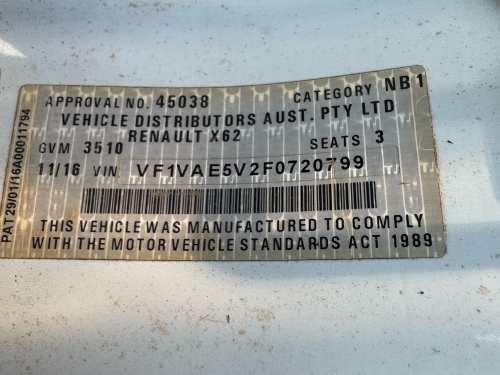 APPROVAL NO. 45038 CATEGORY NB1
VEHICLE DISTRIBUTORS AUST. PTY LTD
RENAULT X62
GVM 3510 SEATS 3
11/16 VIN VF1VAE5V2F0720799
THIS VEHICLE WAS MANUFACTURED TO COMPLY
WITH THE MOTOR VEHICLE STANDARDS ACT 1989
PAT29/01/16A00011794